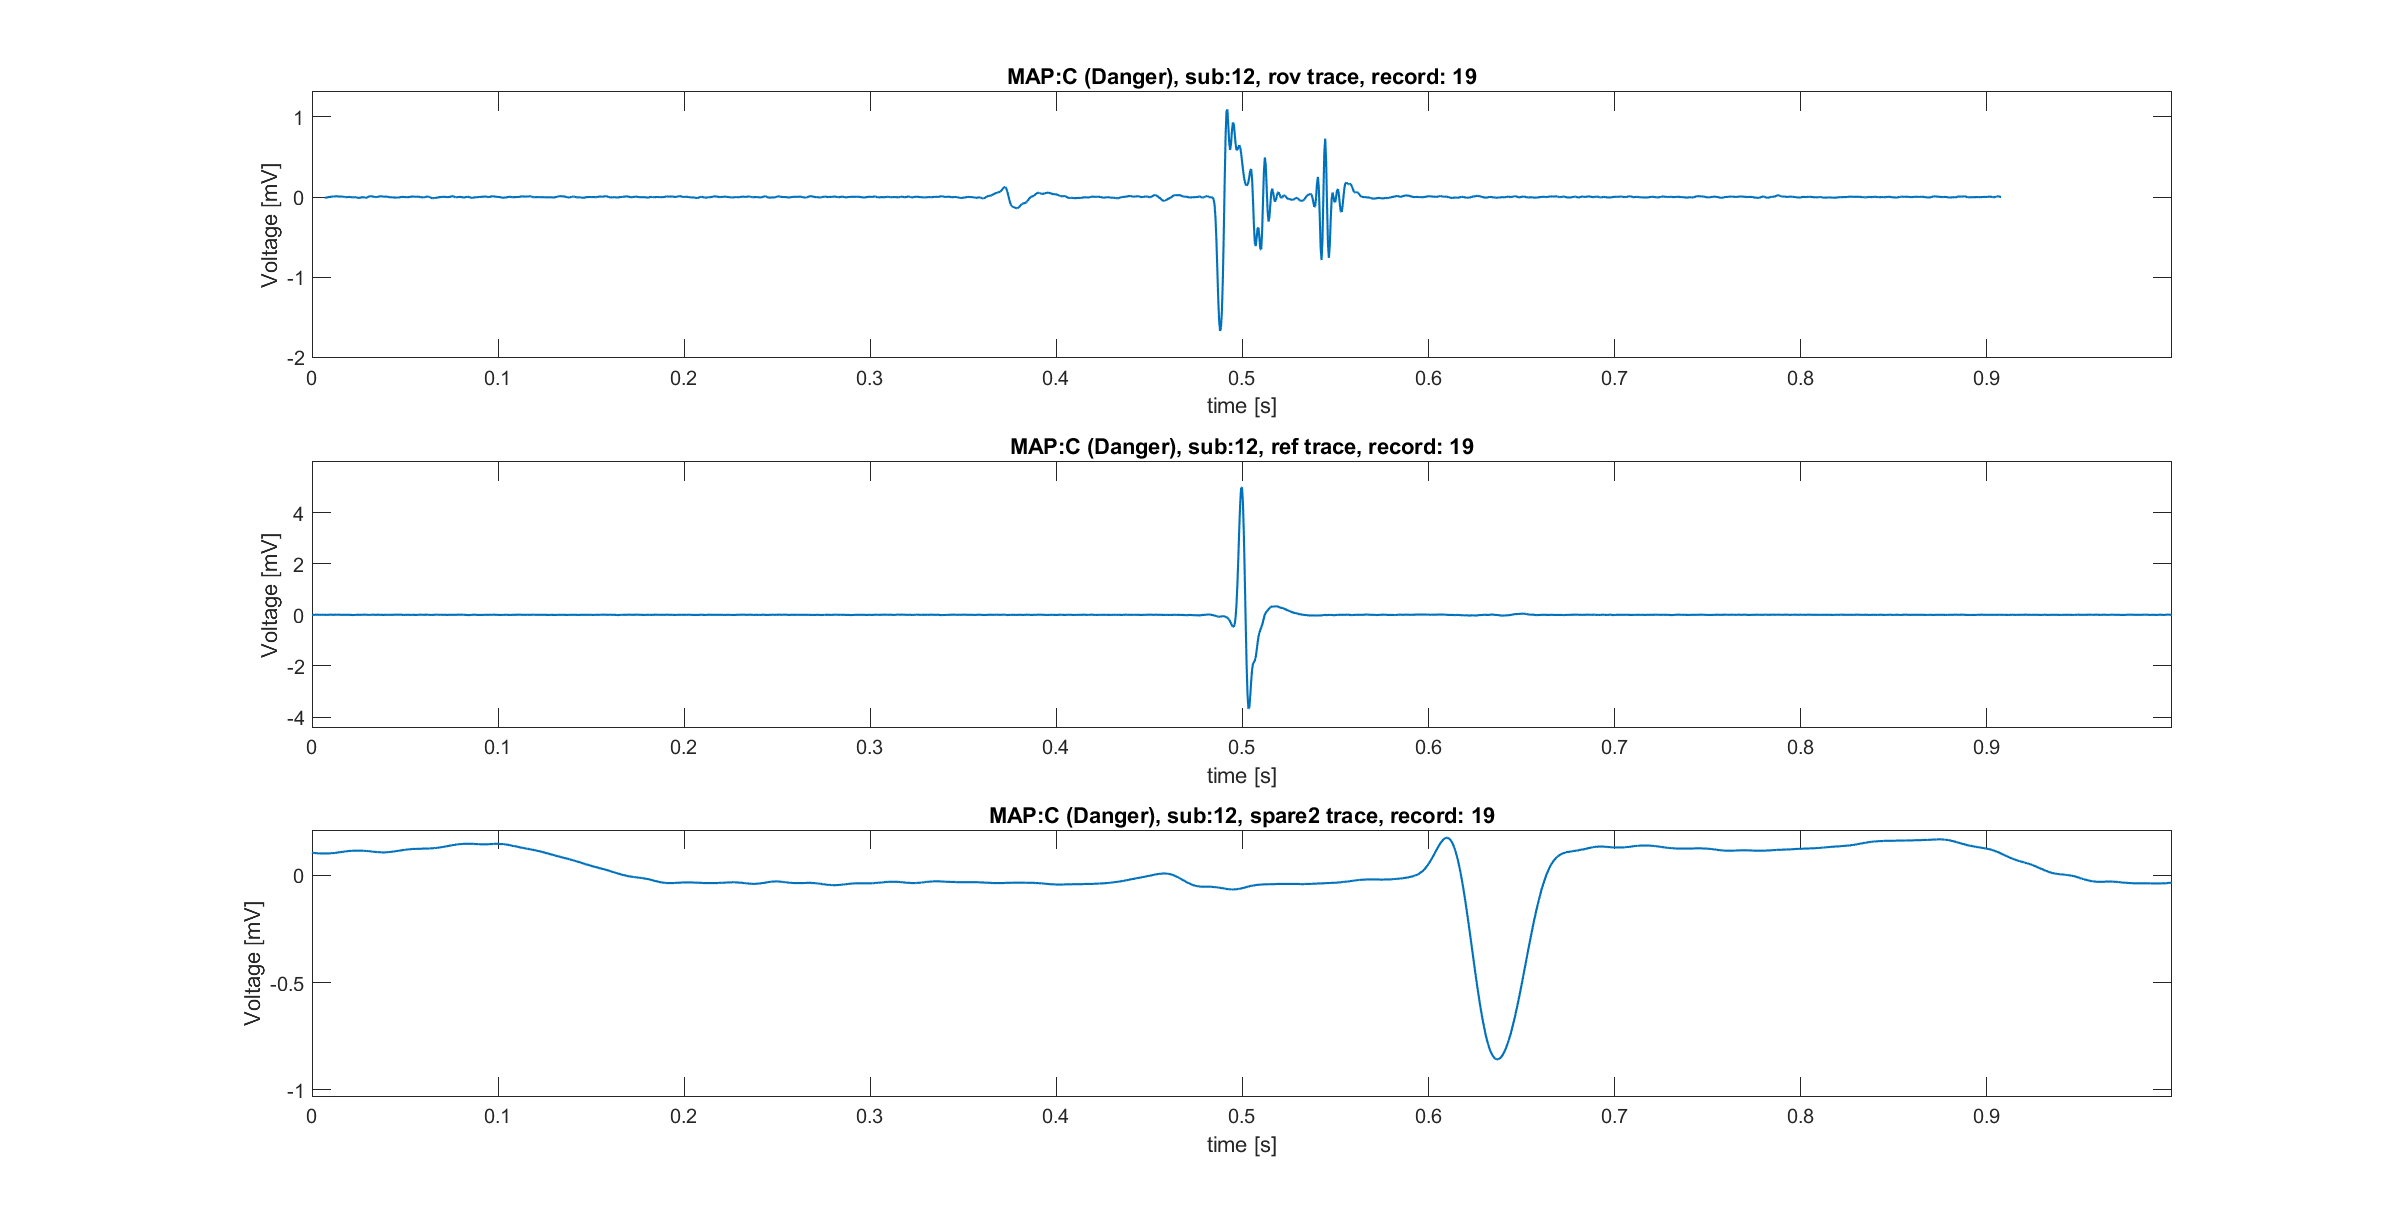 MAP:C (Danger), sub:12, rov trace, record: 19
Voltage [mV]
1
0
-1
-2
0 0.1 0.2 0.3 0.4 0.5 0.6 0.7 0.8 0.9
time [s]
MAP:C (Danger), sub:12, ref trace, record: 19
Voltage [mV]
4
2
0
-2
-4
0 0.1 0.2 0.3 0.4 0.5 0.6 0.7 0.8 0.9
time [s]
MAP:C (Danger), sub:12, spare2 trace, record: 19
Voltage [mV]
0
-0.5
-1
0 0.1 0.2 0.3 0.4 0.5 0.6 0.7 0.8 0.9
time [s]